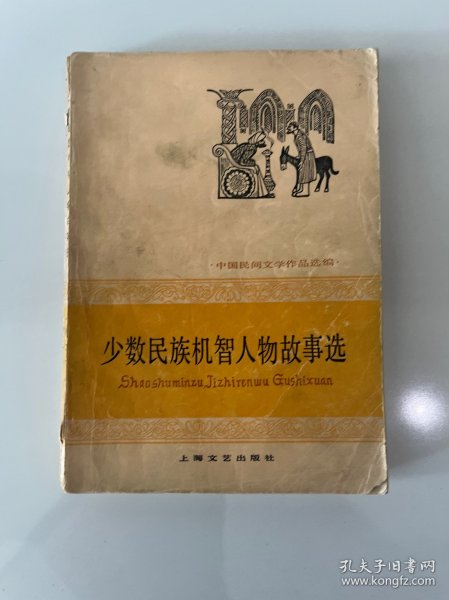 ·中国民间文学作品选编·
少数民族机智人物故事选
Shaoshuminzu Jizhirenwu Gushixuan
上海文艺出版社
孔夫子旧书网
www.kongfz.com